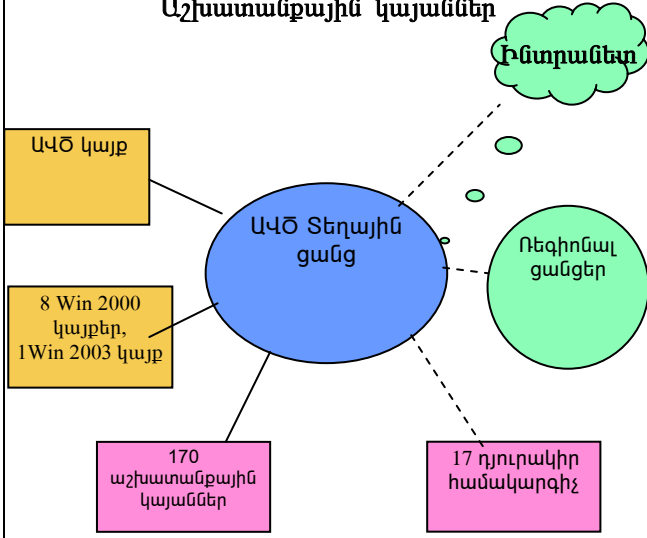 Աշխատանքային կայաններ
Ինտրանետ
ԱՎԾ կայք
ԱՎԾ Տեղային
ցանց
Ռեգիոնալ
ցանցեր
8 Win 2000
կայքեր,
1Win 2003 կայք
170
աշխատանքային
կայաններ
17 դյուրակիր
համակարգիչ